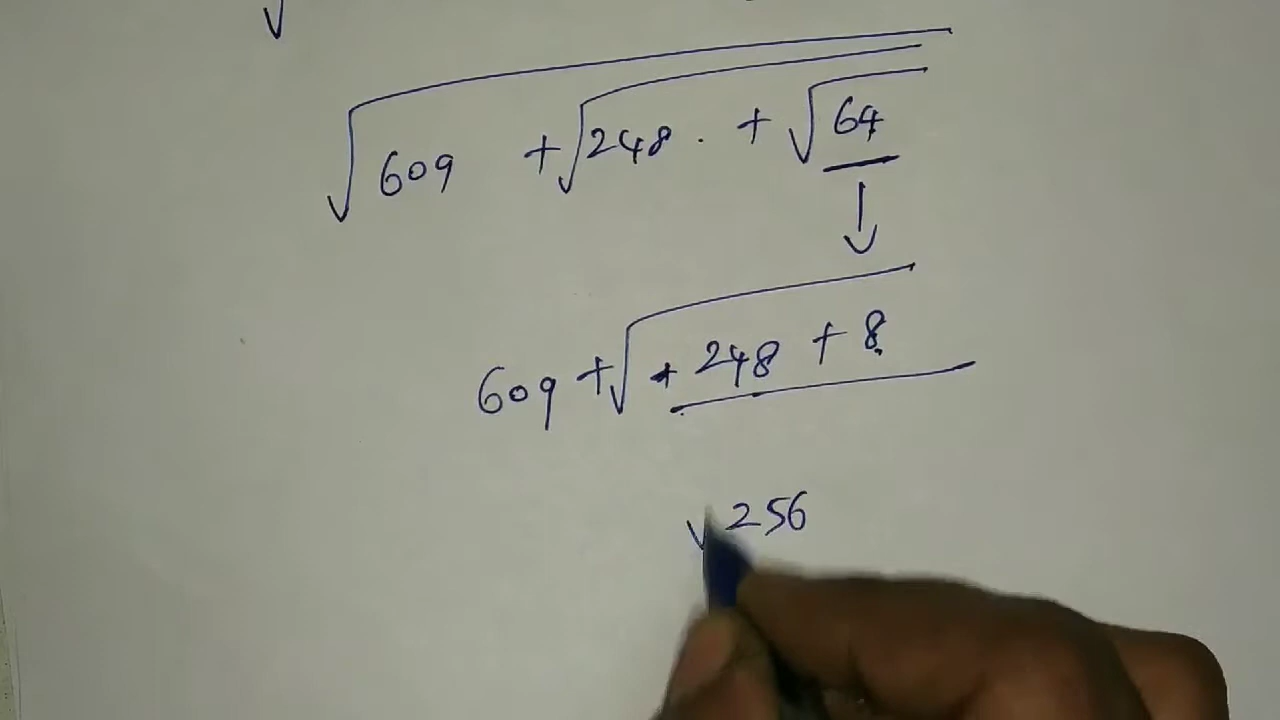 √609 + √248 . + √64
609 + √+ 248 + 8
√256